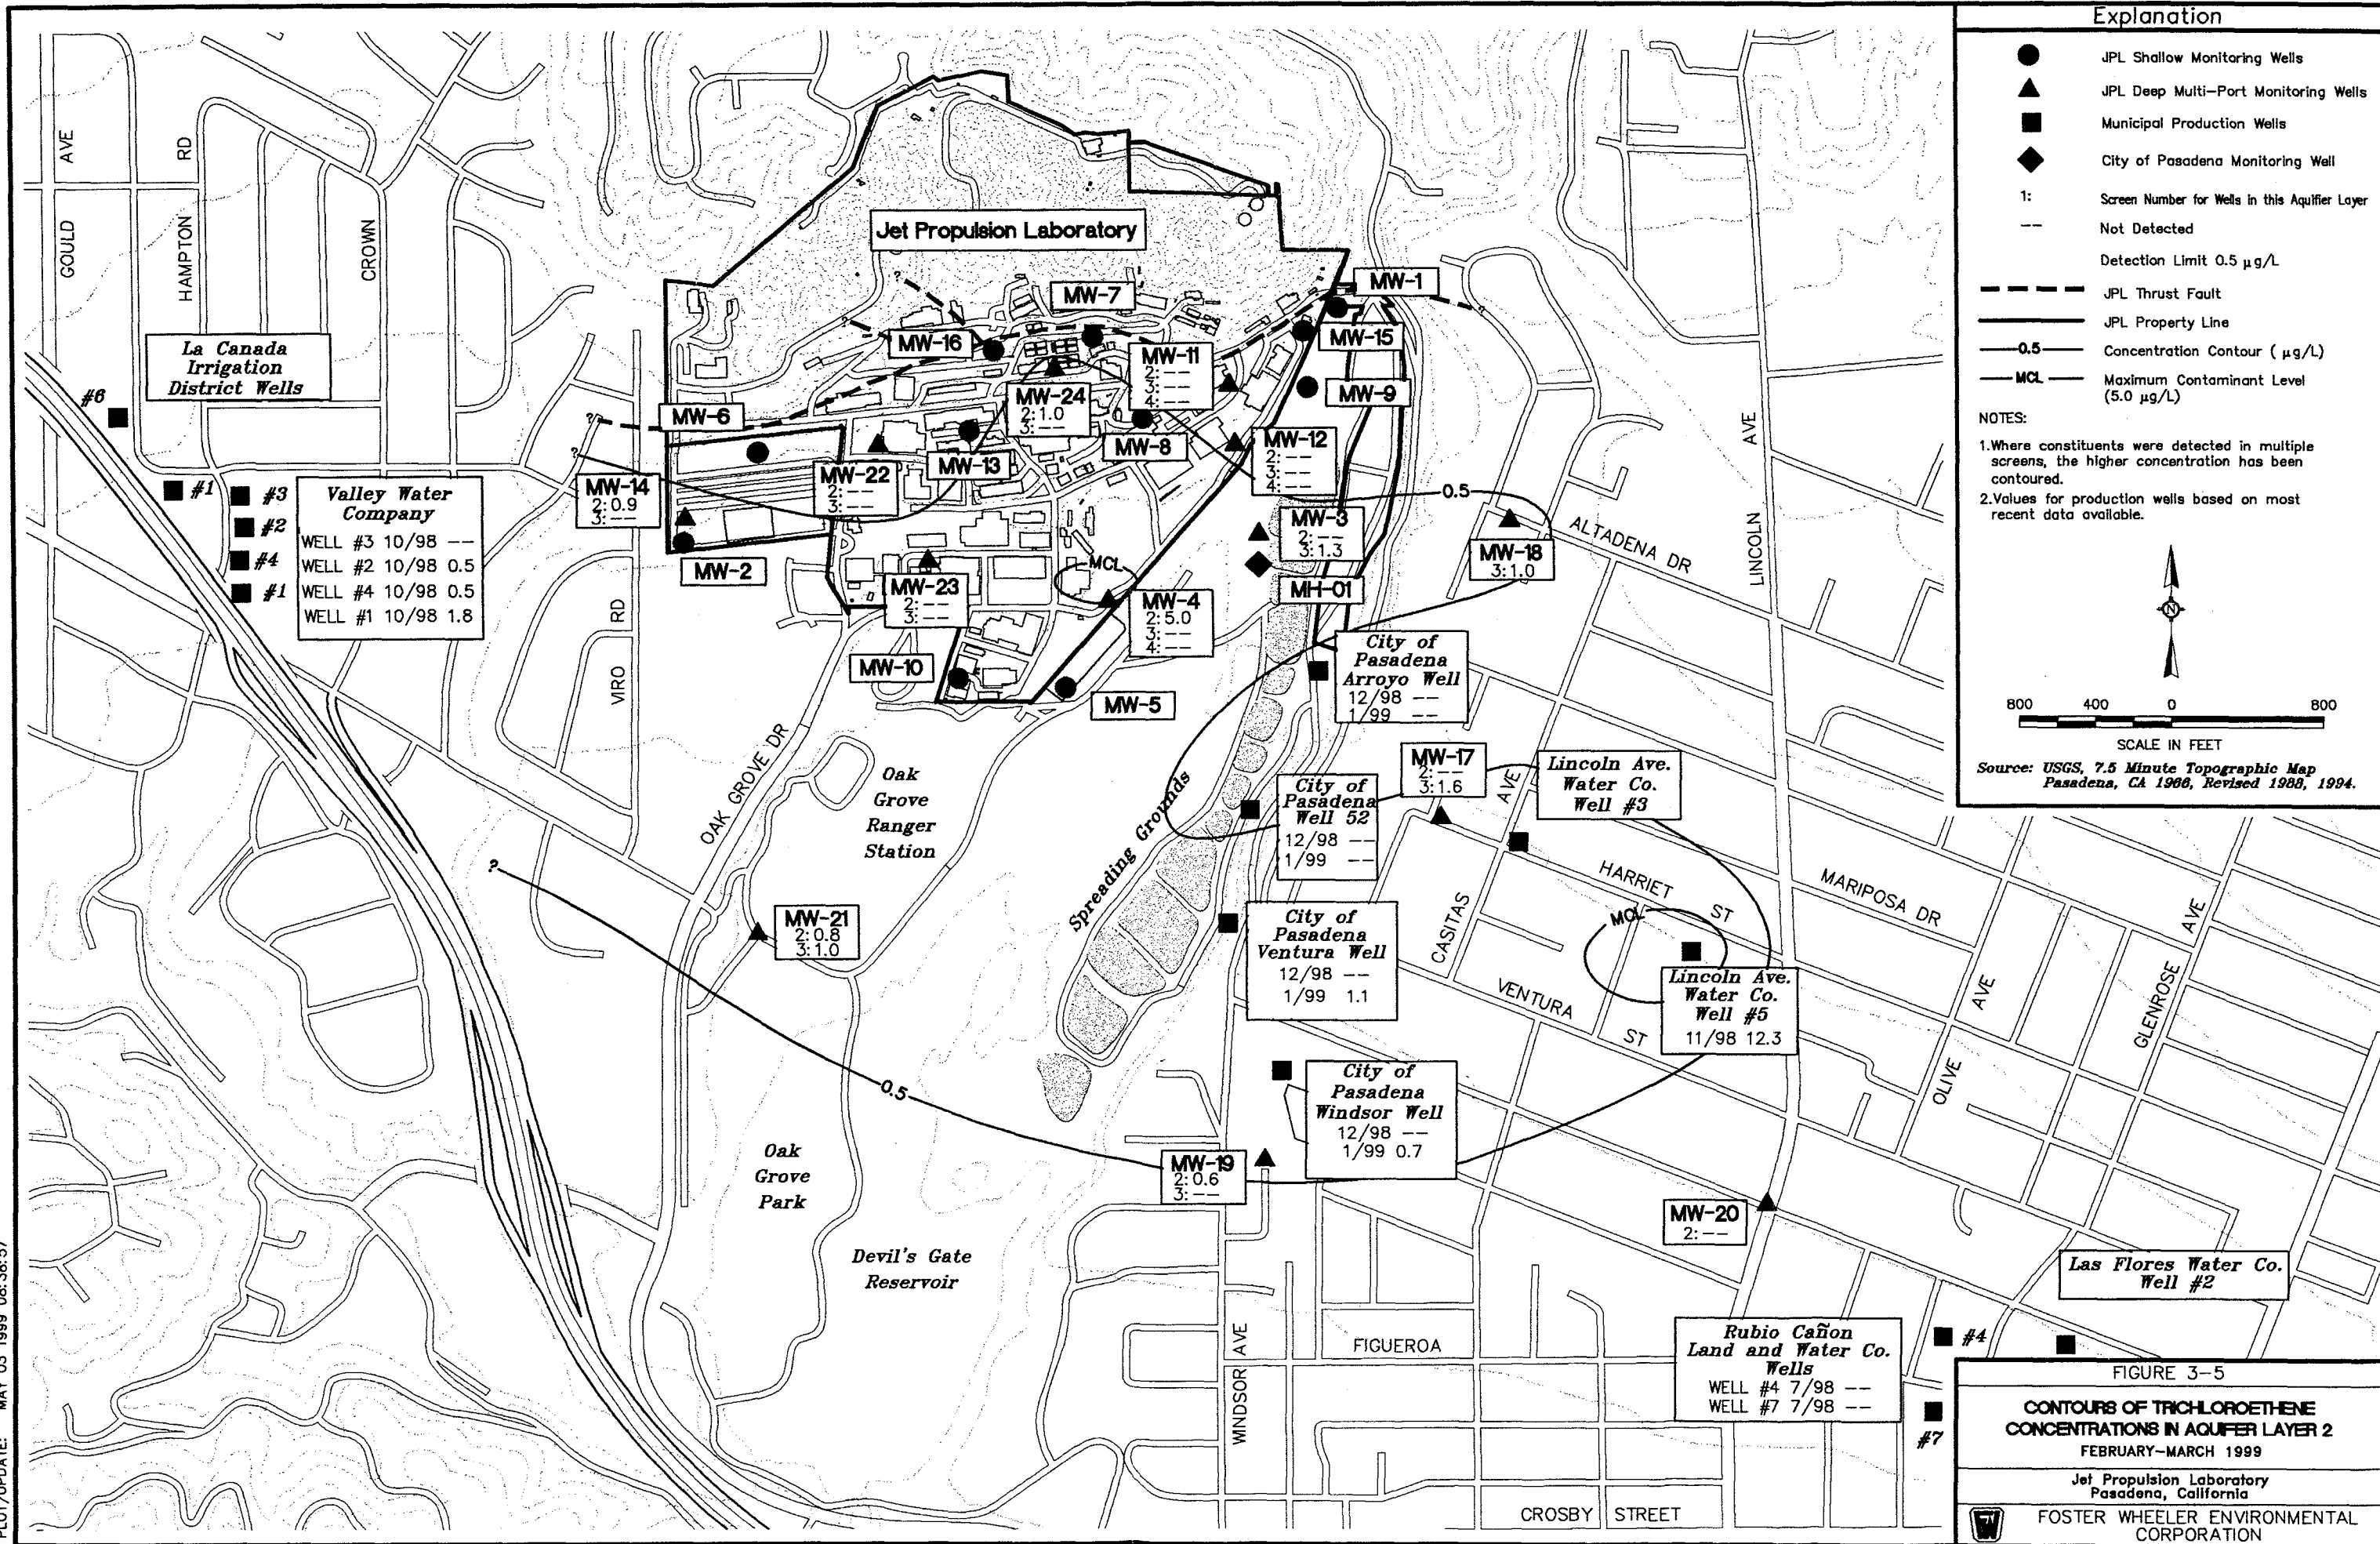 Explanation
JPL Shallow Monitoring Wells
JPL Deep Multi-Port Monitoring Wells
Municipal Production Wells
City of Pasadena Monitoring Well
1: Screen Number for Wells in this Aquifier Layer
-- Not Detected
Detection Limit 0.5 µg/L
JPL Thrust Fault
JPL Property Line
0.5 Concentration Contour ( µg/L)
MCL Maximum Contaminant Level
(5.0 µg/L)
NOTES:
1.Where constituents were detected in multiple
screens, the higher concentration has been
contoured.
2.Values for production wells based on most
recent data available.
N
800 400 0 800
SCALE IN FEET
Source: USGS, 7.5 Minute Topographic Map
Pasadena, CA 1966, Revised 1988, 1994.
GOULD AVE
HAMPTON RD
CROWN
Jet Propulsion Laboratory
La Canada
Irrigation
District Wells
#6
#1
#3
#2
#4
#1
Valley Water
Company
WELL #3 10/98 --
WELL #2 10/98 0.5
WELL #4 10/98 0.5
WELL #1 10/98 1.8
VIRO RD
?
?
?
?
?
MW-7
MW-1
MW-16
MW-15
MW-11
2: --
3: --
4: --
MW-9
MW-24
2: 1.0
3: --
MW-6
MW-8
MW-12
2: --
3: --
4: --
MW-13
MW-22
2: --
3: --
MW-14
2: 0.9
3: --
0.5
MW-3
2: --
3: 1.3
MW-18
3: 1.0
MH-01
MW-2
MCL
MW-23
2: --
3: --
MW-4
2: 5.0
3: --
4: --
MW-10
MW-5
ALTADENA DR
LINCOLN AVE
City of
Pasadena
Arroyo Well
12/98 --
1/99 --
OAK GROVE DR
Oak
Grove
Ranger
Station
Spreading Grounds
City of
Pasadena
Well 52
12/98 --
1/99 --
MW-17
2: --
3: 1.6
CASITAS AVE
Lincoln Ave.
Water Co.
Well #3
HARRIET ST
MARIPOSA DR
?
MW-21
2: 0.8
3: 1.0
City of
Pasadena
Ventura Well
12/98 --
1/99 1.1
MCL
VENTURA ST
Lincoln Ave.
Water Co.
Well #5
11/98 12.3
OLIVE AVE
GLENROSE AVE
0.5
City of
Pasadena
Windsor Well
12/98 --
1/99 0.7
Oak
Grove
Park
MW-19
2: 0.6
3: --
MW-20
2: --
Devil's Gate
Reservoir
WINDSOR AVE
FIGUEROA
CROSBY STREET
Las Flores Water Co.
Well #2
Rubio Cañon
Land and Water Co.
Wells
WELL #4 7/98 --
WELL #7 7/98 --
#4
#7
FIGURE 3-5
CONTOURS OF TRICHLOROETHENE
CONCENTRATIONS IN AQUIFER LAYER 2
FEBRUARY-MARCH 1999
Jet Propulsion Laboratory
Pasadena, California
FOSTER WHEELER ENVIRONMENTAL
CORPORATION
PLOT/UPDATE: MAY 03 1999 08:38:57